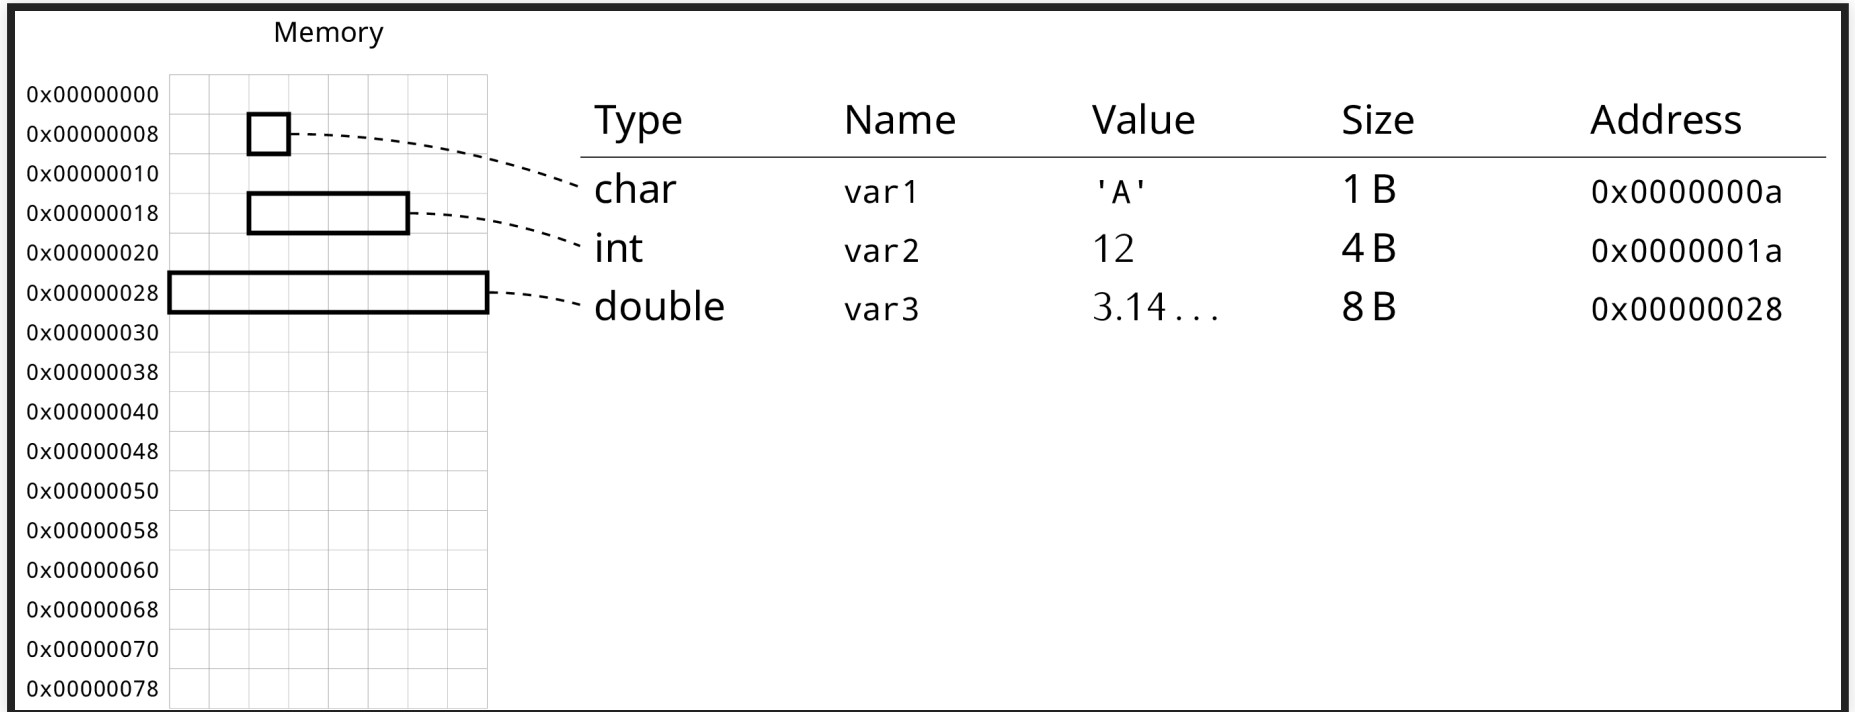 Memory
0x00000000
0x00000008
0x00000010
0x00000018
0x00000020
0x00000028
0x00000030
0x00000038
0x00000040
0x00000048
0x00000050
0x00000058
0x00000060
0x00000068
0x00000070
0x00000078
Type Name Value Size Address
char var1 'A' 1 B 0x0000000a
int var2 12 4 B 0x0000001a
double var3 3.14... 8 B 0x00000028